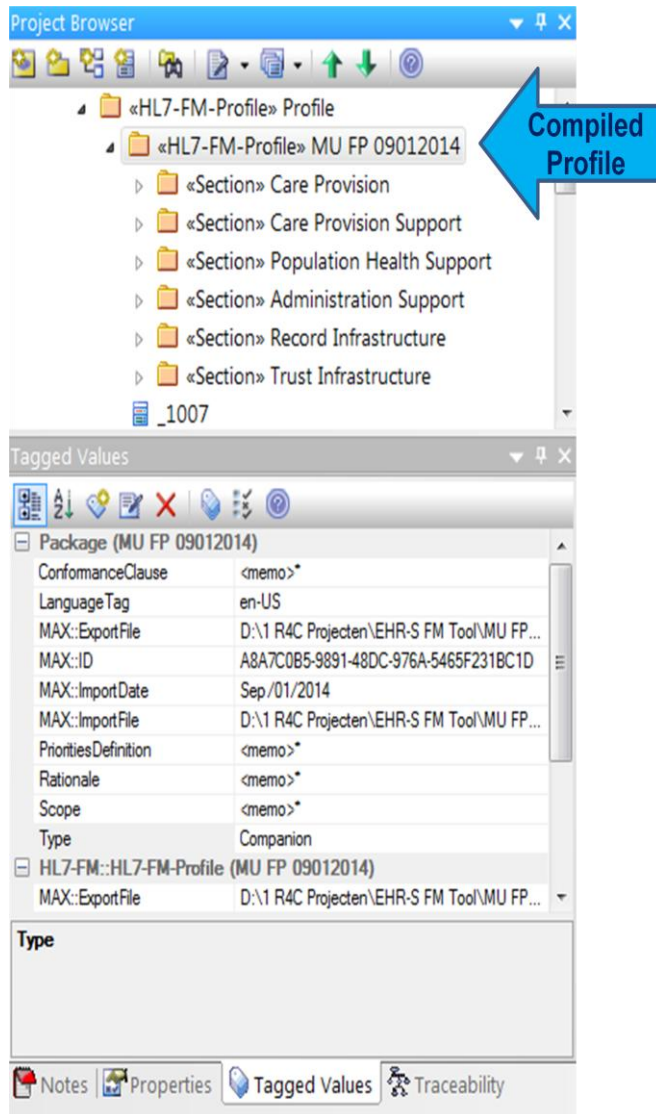 Project Browser
«HL7-FM-Profile» Profile
«HL7-FM-Profile» MU FP 09012014
Compiled
Profile
«Section» Care Provision
«Section» Care Provision Support
«Section» Population Health Support
«Section» Administration Support
«Section» Record Infrastructure
«Section» Trust Infrastructure
_1007
Tagged Values
Package (MU FP 09012014)
ConformanceClause <memo>*
LanguageTag en-US
MAX::ExportFile D:\1 R4C Projecten\EHR-S FM Tool\MU FP...
MAX::ID A8A7C0B5-9891-48DC-976A-5465F231BC1D
MAX::ImportDate Sep/01/2014
MAX::ImportFile D:\1 R4C Projecten\EHR-S FM Tool\MU FP...
PrioritiesDefinition <memo>*
Rationale <memo>*
Scope <memo>*
Type Companion
HL7-FM::HL7-FM-Profile (MU FP 09012014)
MAX::ExportFile D:\1 R4C Projecten\EHR-S FM Tool\MU FP...
Type
Notes Properties Tagged Values Traceability